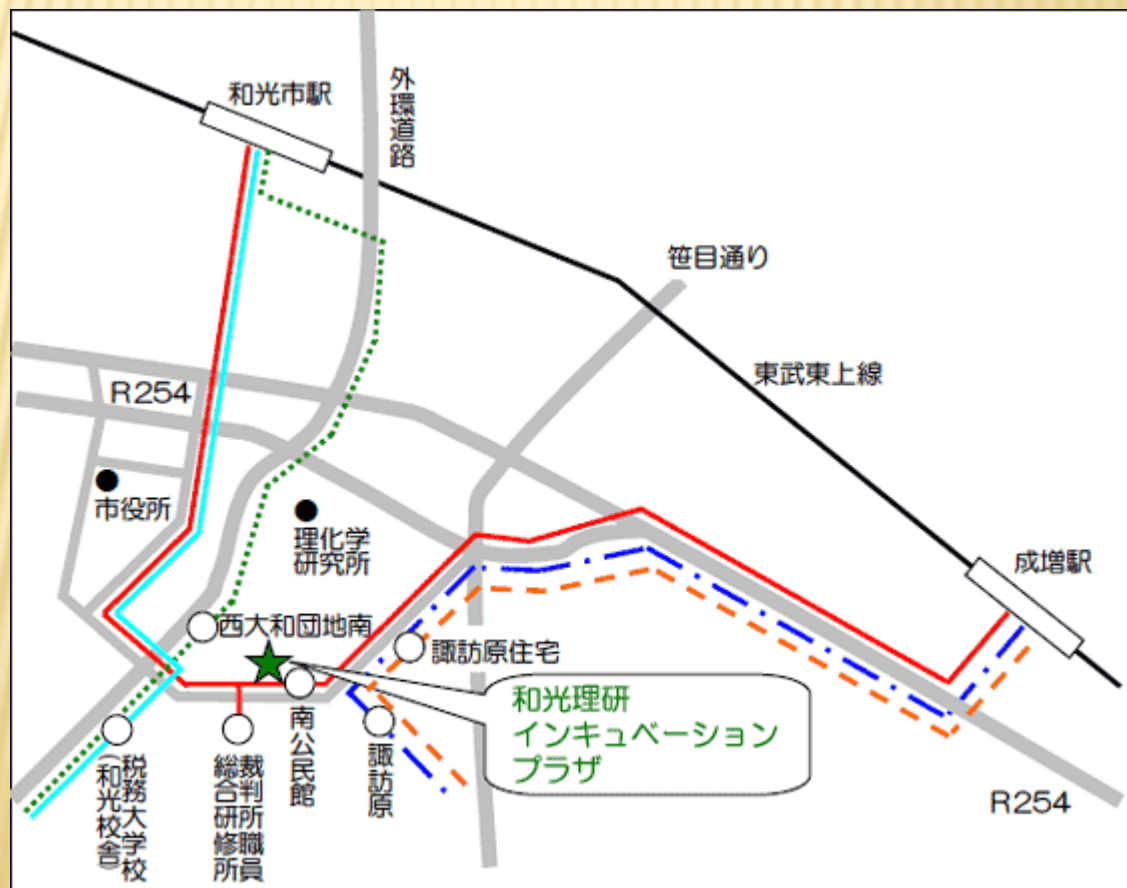 和光市駅
外環道路
笹目通り
東武東上線
R254
市役所
理化学
研究所
成増駅
西大和団地南
諏訪原住宅
和光理研
インキュベーション
プラザ
南公民館
諏訪原
税務大学校
(和光校舎)
裁判所職員
総合研修所
R254